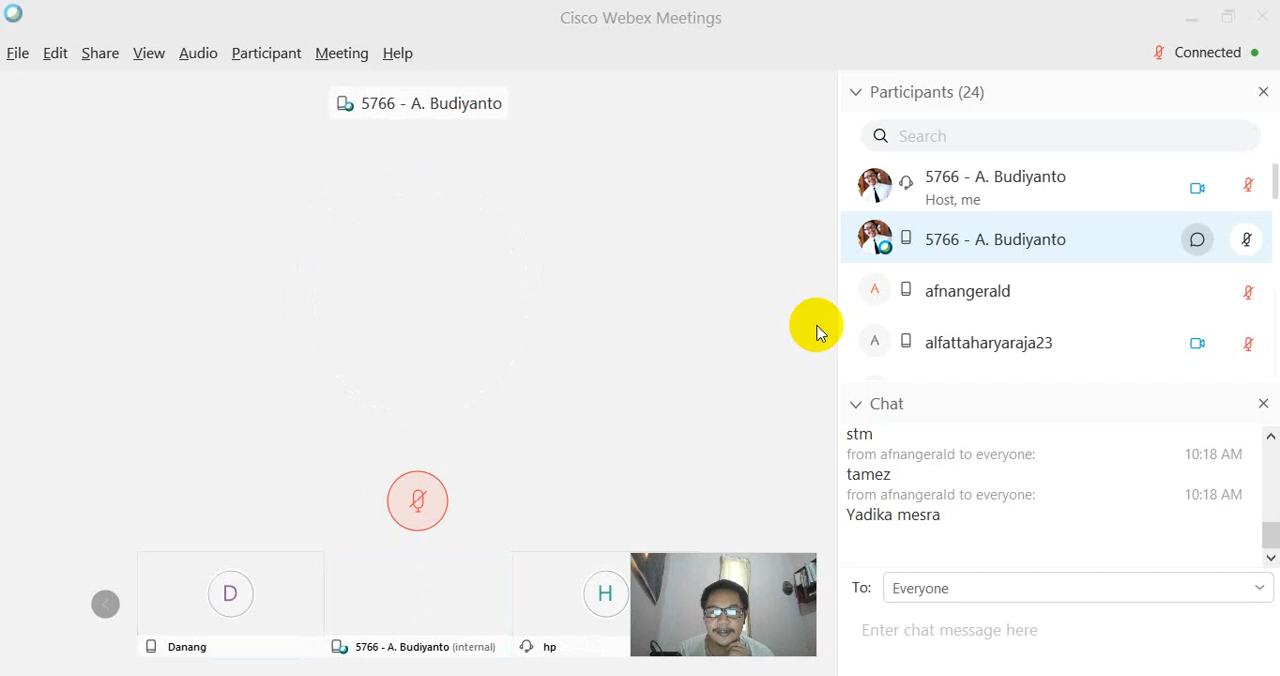 Cisco Webex Meetings
File Edit Share View Audio Participant Meeting Help
Connected
5766 - A. Budiyanto
Participants (24)
Search
5766 - A. Budiyanto
Host, me
5766 - A. Budiyanto
A
afnangerald
A
alfattaharyaraja23
Chat
stm
from afnangerald to everyone: 10:18 AM
tamez
from afnangerald to everyone: 10:18 AM
Yadika mesra
To: Everyone
Enter chat message here
D
Danang
5766 - A. Budiyanto (internal)
H
hp